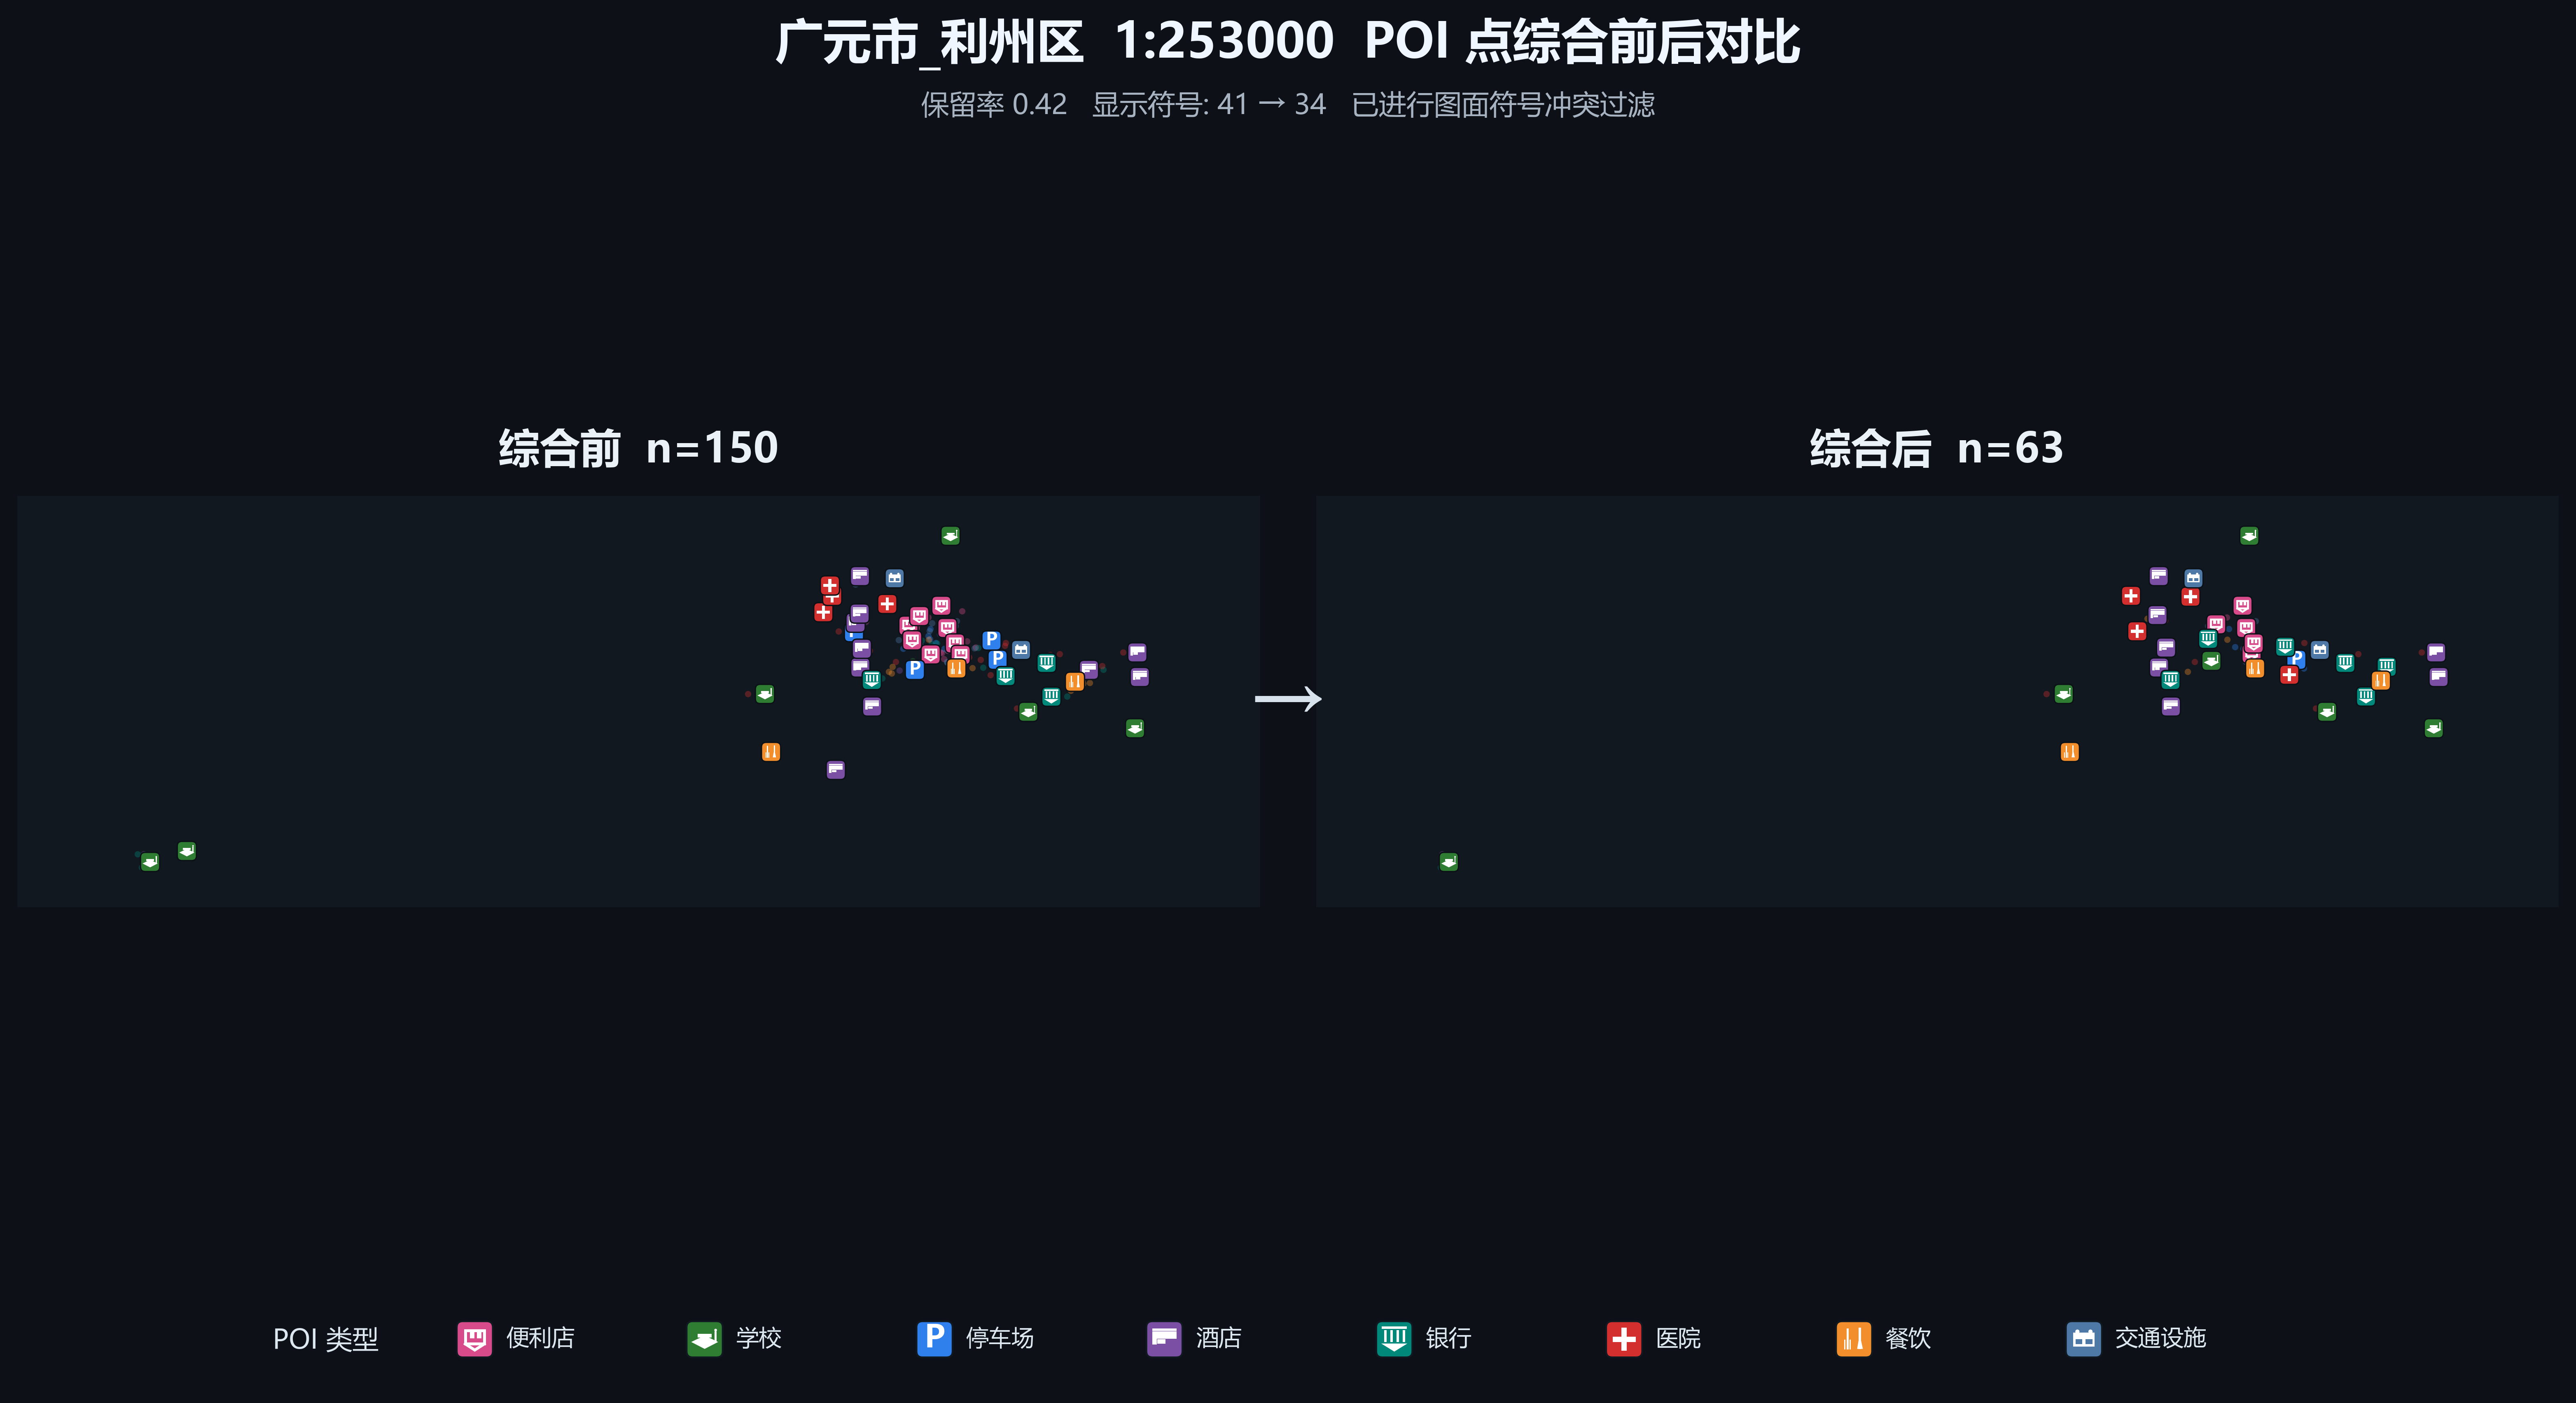 广元市_利州区 1:253000 POI 点综合前后对比
保留率 0.42 显示符号: 41 → 34 已进行图面符号冲突过滤
综合前 n=150
综合后 n=63
POI 类型 便利店 学校 P 停车场 酒店 银行 医院 餐饮 交通设施